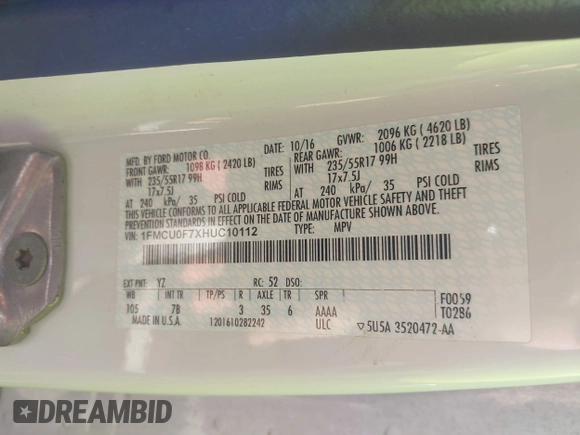 MFD. BY FORD MOTOR CO.
DATE: 10/16 GVWR: 2096 KG ( 4620 LB)
FRONT GAWR: 1098 KG ( 2420 LB)
REAR GAWR: 1006 KG ( 2218 LB)
WITH 235/55R17 99H TIRES
17x7.5J RIMS
WITH 235/55R17 99H TIRES
17x7.5J RIMS
AT 240 kPa/ 35 PSI COLD
AT 240 kPa/ 35 PSI COLD
THIS VEHICLE CONFORMS TO ALL APPLICABLE FEDERAL MOTOR VEHICLE SAFETY AND THEFT
PREVENTION STANDARDS IN EFFECT ON THE DATE OF MANUFACTURE SHOWN ABOVE.
VIN: 1FMCU0F7XHUC10112 TYPE: MPV
EXT PNT: YZ RC: 52 DSO:
WB INT TR TP/PS R AXLE TR SPR
105 7B 3 35 6 AAAA
F0059
T0286
MADE IN U.S.A. 1201610282242 ULC ▽5U5A 3520472-AA
DREAMBID